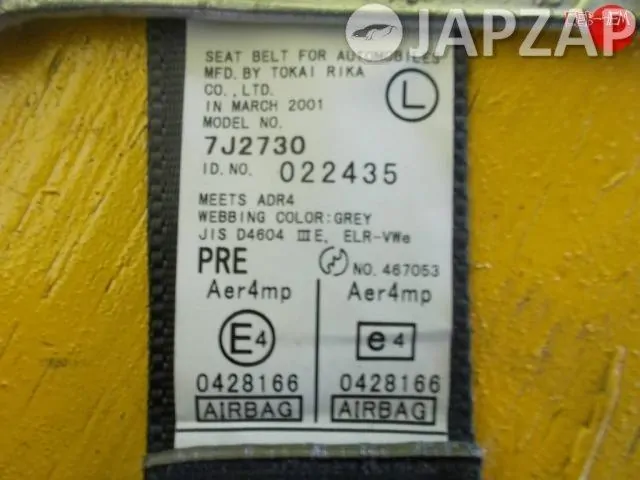 JAPZAP
SEAT BELT FOR AUTOMOBILES
MFD. BY TOKAI RIKA
CO., LTD.
IN MARCH 2001
MODEL NO.
7J2730
ID. NO. 022435
L
MEETS ADR4
WEBBING COLOR:GREY
JIS D4604 ⅢE. ELR-VWe
PRE NO. 467053
Aer4mp Aer4mp
E4 e4
0428166 0428166
AIRBAG AIRBAG